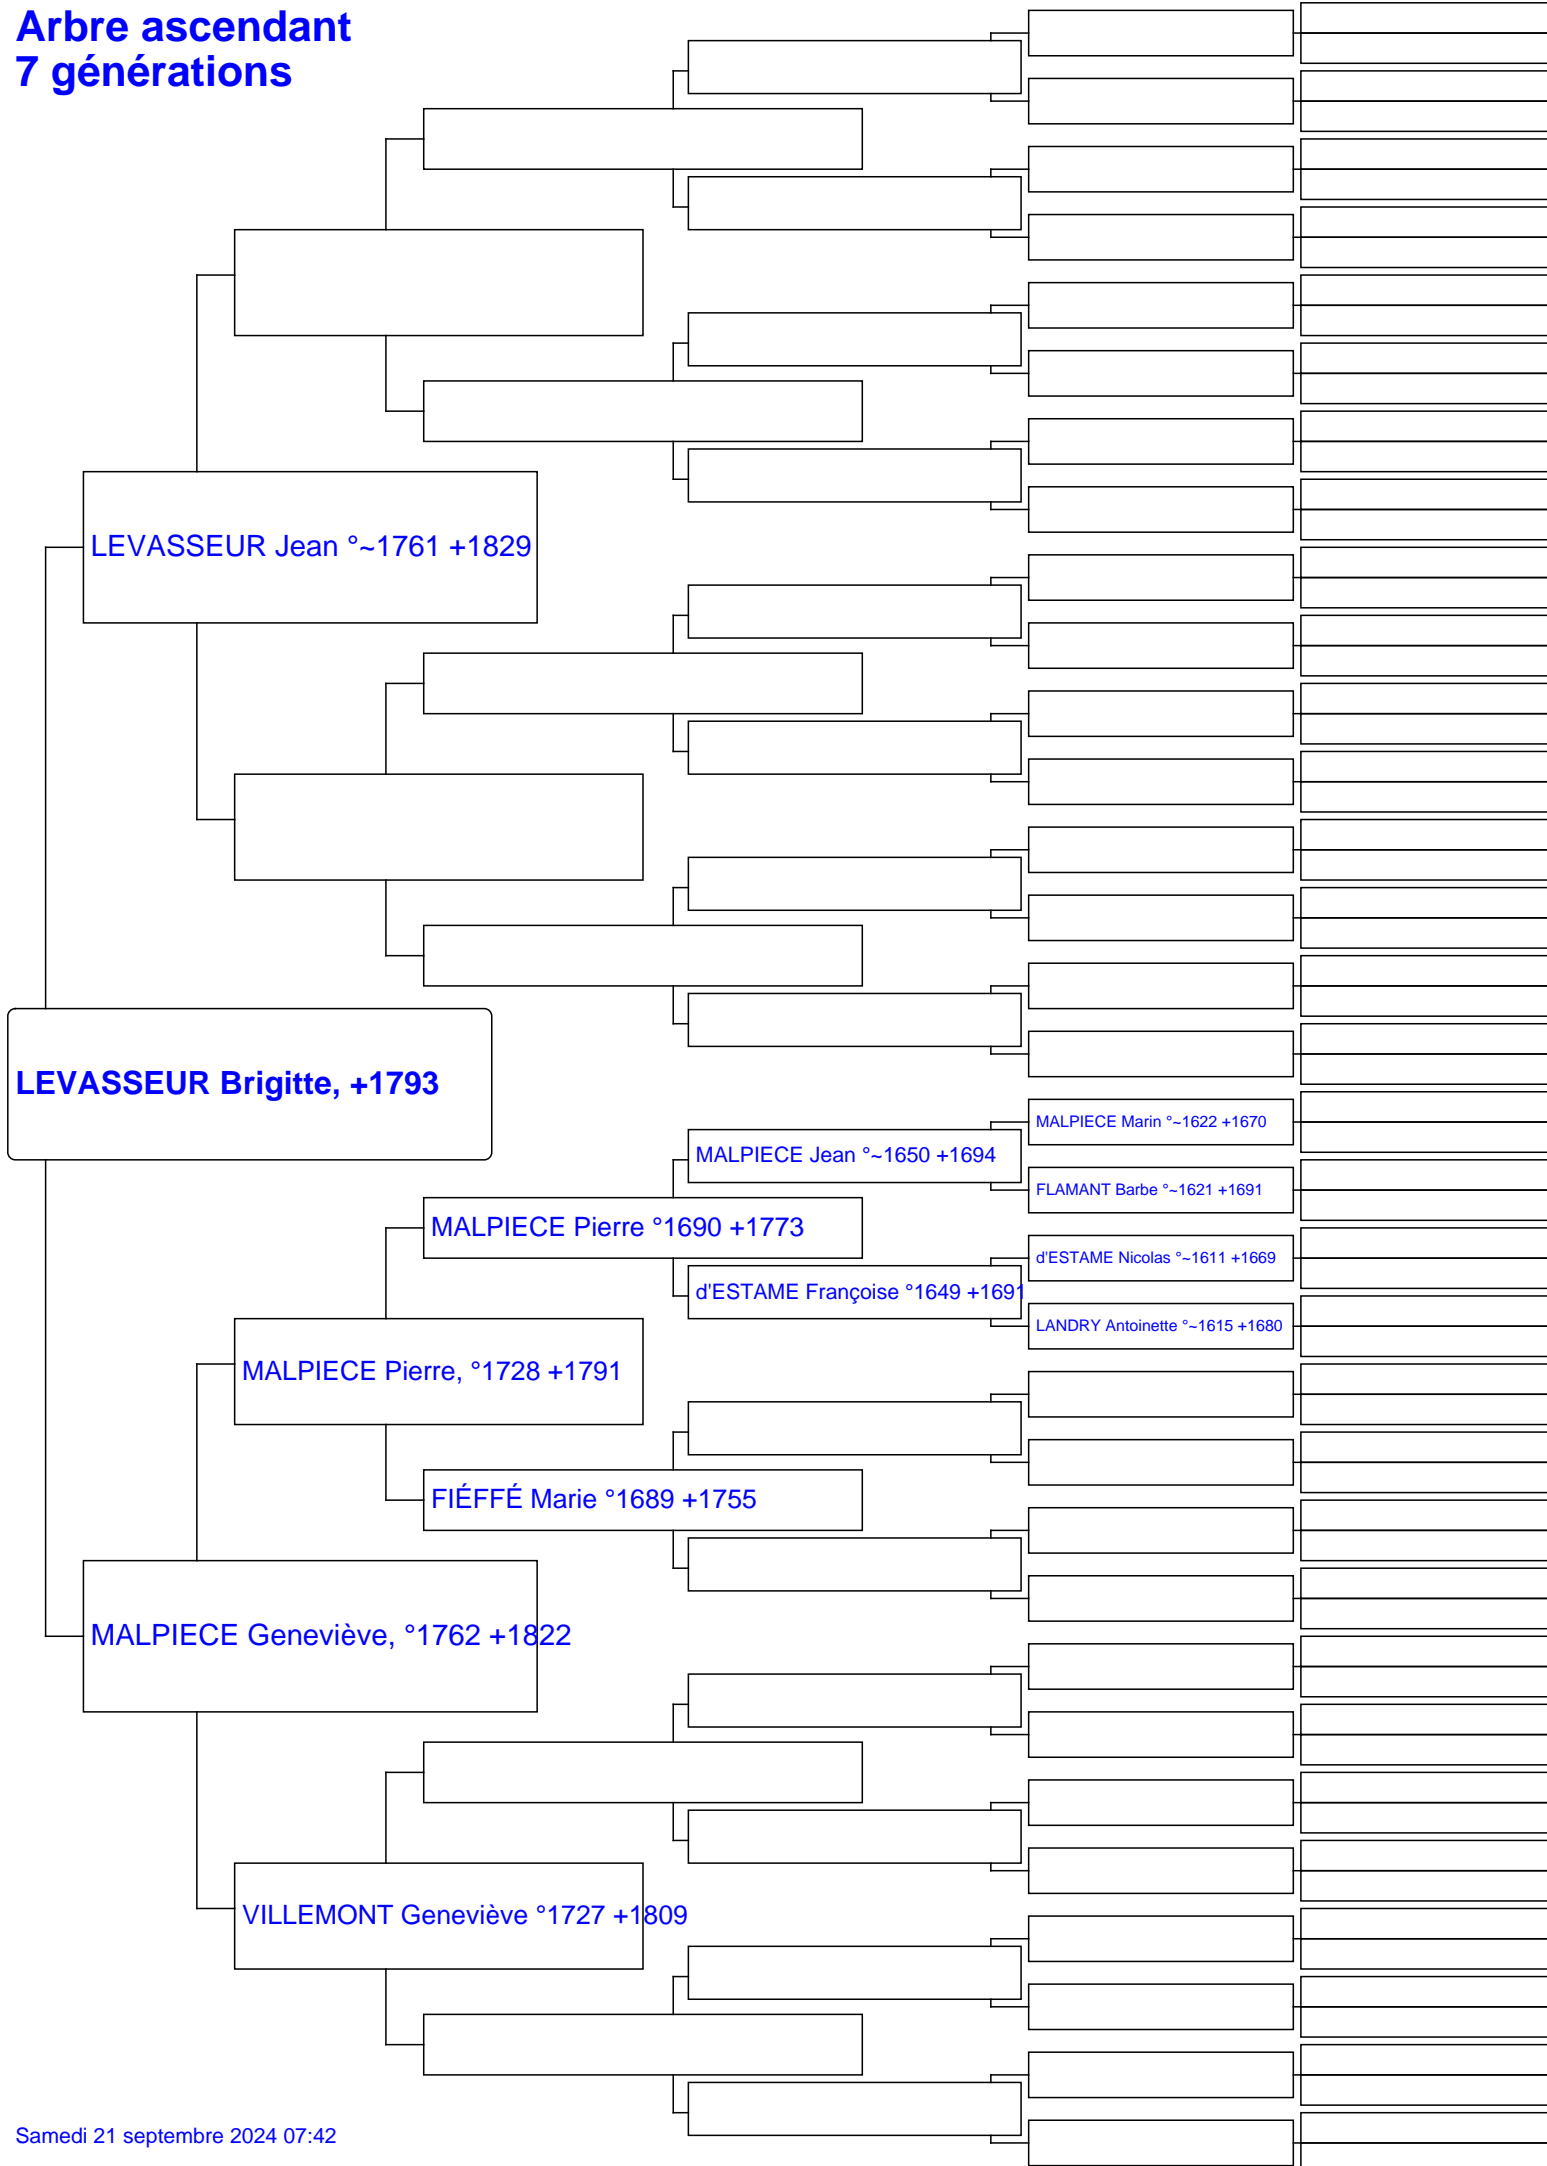 Arbre ascendant
7 générations
LEVASSEUR Jean °~1761 +1829
LEVASSEUR Brigitte, +1793
MALPIECE Marin °~1622 +1670
MALPIECE Jean °~1650 +1694
FLAMANT Barbe °~1621 +1691
MALPIECE Pierre °1690 +1773
d'ESTAME Nicolas °~1611 +1669
d'ESTAME Françoise °1649 +1691
LANDRY Antoinette °~1615 +1680
MALPIECE Pierre, °1728 +1791
FIÉFFÉ Marie °1689 +1755
MALPIECE Geneviève, °1762 +1822
VILLEMONT Geneviève °1727 +1809
Samedi 21 septembre 2024 07:42